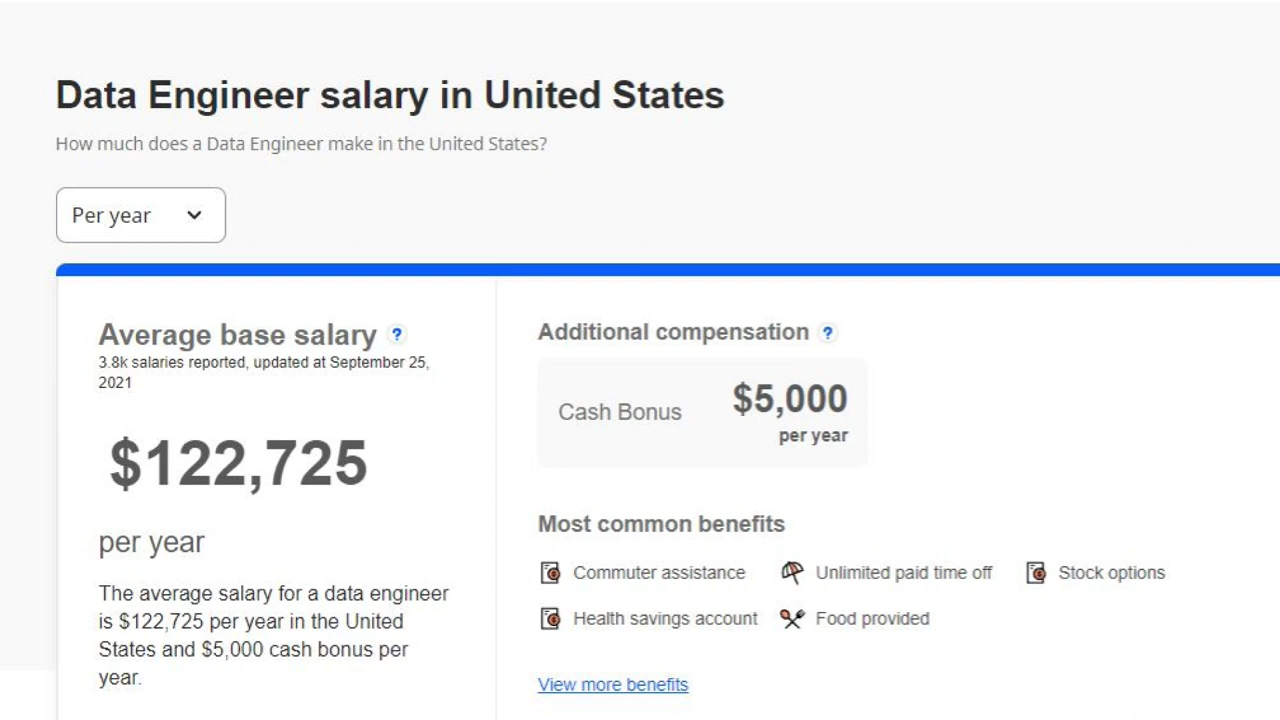 Data Engineer salary in United States
How much does a Data Engineer make in the United States?
Per year
Average base salary ?
3.8k salaries reported, updated at September 25,
2021
$122,725
per year
The average salary for a data engineer
is $122,725 per year in the United
States and $5,000 cash bonus per
year.
Additional compensation ?
Cash Bonus
$5,000
per year
Most common benefits
Commuter assistance
Unlimited paid time off
Stock options
Health savings account
Food provided
View more benefits